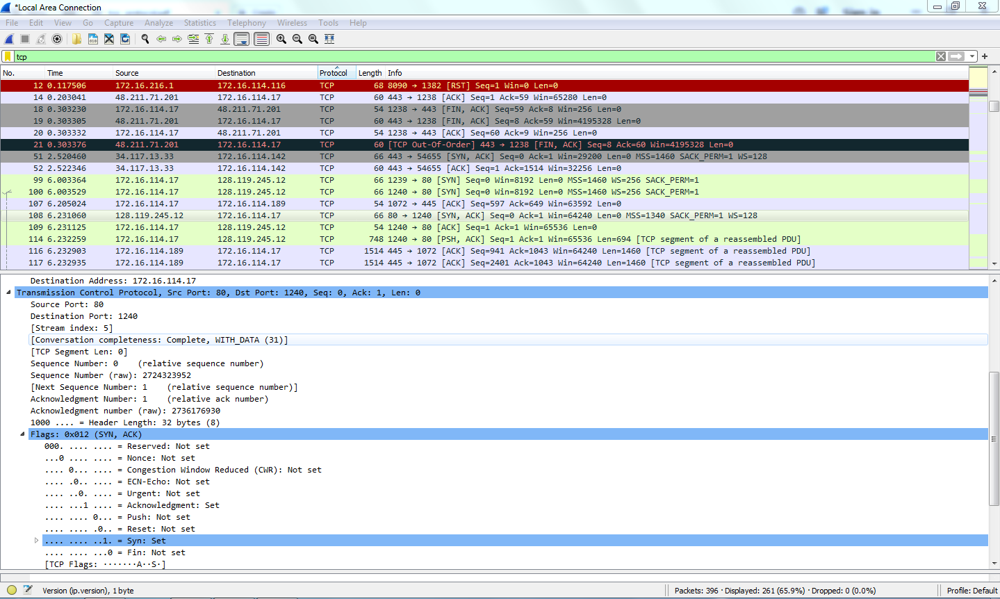 *Local Area Connection
File Edit View Go Capture Analyze Statistics Telephony Wireless Tools Help
tcp
No. Time Source Destination Protocol Length Info
12 0.117506 172.16.216.1 172.16.114.116 TCP 68 8090 → 1382 [RST] Seq=1 Win=0 Len=0
14 0.203041 48.211.71.201 172.16.114.17 TCP 60 443 → 1238 [ACK] Seq=1 Ack=59 Win=65280 Len=0
18 0.303230 172.16.114.17 48.211.71.201 TCP 54 1238 → 443 [FIN, ACK] Seq=59 Ack=8 Win=256 Len=0
19 0.303305 48.211.71.201 172.16.114.17 TCP 60 443 → 1238 [FIN, ACK] Seq=8 Ack=59 Win=4195328 Len=0
20 0.303332 172.16.114.17 48.211.71.201 TCP 54 1238 → 443 [ACK] Seq=60 Ack=9 Win=256 Len=0
21 0.303376 48.211.71.201 172.16.114.17 TCP 60 [TCP Out-Of-Order] 443 → 1238 [FIN, ACK] Seq=8 Ack=60 Win=4195328 Len=0
51 2.520460 34.117.13.33 172.16.114.142 TCP 66 443 → 54655 [SYN, ACK] Seq=0 Ack=1 Win=29200 Len=0 MSS=1460 SACK_PERM=1 WS=128
52 2.522346 34.117.13.33 172.16.114.142 TCP 60 443 → 54655 [ACK] Seq=1 Ack=1514 Win=32256 Len=0
99 6.003364 172.16.114.17 128.119.245.12 TCP 66 1239 → 80 [SYN] Seq=0 Win=8192 Len=0 MSS=1460 WS=256 SACK_PERM=1
100 6.003529 172.16.114.17 128.119.245.12 TCP 66 1240 → 80 [SYN] Seq=0 Win=8192 Len=0 MSS=1460 WS=256 SACK_PERM=1
107 6.205024 172.16.114.17 172.16.114.189 TCP 54 1072 → 445 [ACK] Seq=597 Ack=649 Win=63592 Len=0
108 6.231060 128.119.245.12 172.16.114.17 TCP 66 80 → 1240 [SYN, ACK] Seq=0 Ack=1 Win=64240 Len=0 MSS=1340 SACK_PERM=1 WS=128
109 6.231125 172.16.114.17 128.119.245.12 TCP 54 1240 → 80 [ACK] Seq=1 Ack=1 Win=65536 Len=0
114 6.232259 172.16.114.17 128.119.245.12 TCP 748 1240 → 80 [PSH, ACK] Seq=1 Ack=1 Win=65536 Len=694 [TCP segment of a reassembled PDU]
116 6.232903 172.16.114.189 172.16.114.17 TCP 1514 445 → 1072 [ACK] Seq=941 Ack=1043 Win=64240 Len=1460 [TCP segment of a reassembled PDU]
117 6.232935 172.16.114.189 172.16.114.17 TCP 1514 445 → 1072 [ACK] Seq=2401 Ack=1043 Win=64240 Len=1460 [TCP segment of a reassembled PDU]
Destination Address: 172.16.114.17
Transmission Control Protocol, Src Port: 80, Dst Port: 1240, Seq: 0, Ack: 1, Len: 0
Source Port: 80
Destination Port: 1240
[Stream index: 5]
[Conversation completeness: Complete, WITH_DATA (31)]
[TCP Segment Len: 0]
Sequence Number: 0 (relative sequence number)
Sequence Number (raw): 2724323952
[Next Sequence Number: 1 (relative sequence number)]
Acknowledgment Number: 1 (relative ack number)
Acknowledgment number (raw): 2736176930
1000 .... = Header Length: 32 bytes (8)
Flags: 0x012 (SYN, ACK)
000. .... .... = Reserved: Not set
...0 .... .... = Nonce: Not set
.... 0... .... = Congestion Window Reduced (CWR): Not set
.... .0.. .... = ECN-Echo: Not set
.... ..0. .... = Urgent: Not set
.... ...1 .... = Acknowledgment: Set
.... .... 0... = Push: Not set
.... .... .0.. = Reset: Not set
.... .... ..1. = Syn: Set
.... .... ...0 = Fin: Not set
[TCP Flags: ·······A··S·]
Version (ip.version), 1 byte
Packets: 396 · Displayed: 261 (65.9%) · Dropped: 0 (0.0%)
Profile: Default